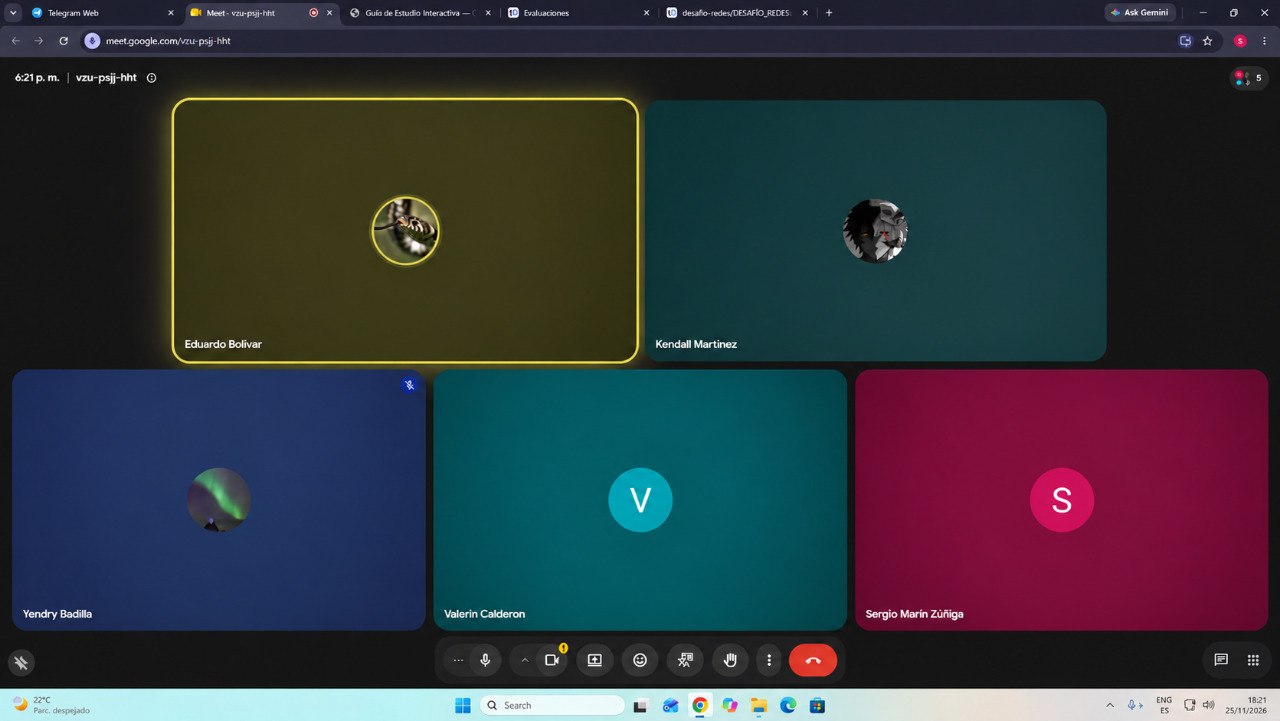 Telegram Web
Meet - vzu-psjj-hht
Guía de Estudio Interactiva — C
Evaluaciones
desafio-redes/DESAFÍO_REDES.
Ask Gemini
meet.google.com/vzu-psjj-hht
S
6:21 p. m. | vzu-psjj-hht
5
Eduardo Bolívar
Kendall Martinez
Yendry Badilla
V
Valerin Calderon
S
Sergio Marín Zúñiga
22°C
Parc. despejado
Search
ENG
ES
18:21
25/11/2026